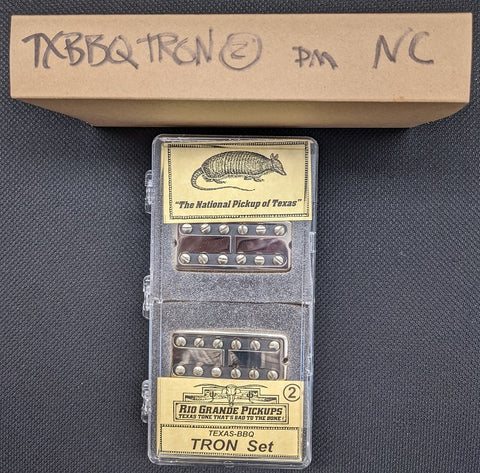 TXBBQ TRON ② DM NC
"The National Pickup of Texas"
②
RIO GRANDE PICKUPS
TEXAS TONE THAT'S BAD TO THE BONE!
TEXAS-BBQ
TRON Set